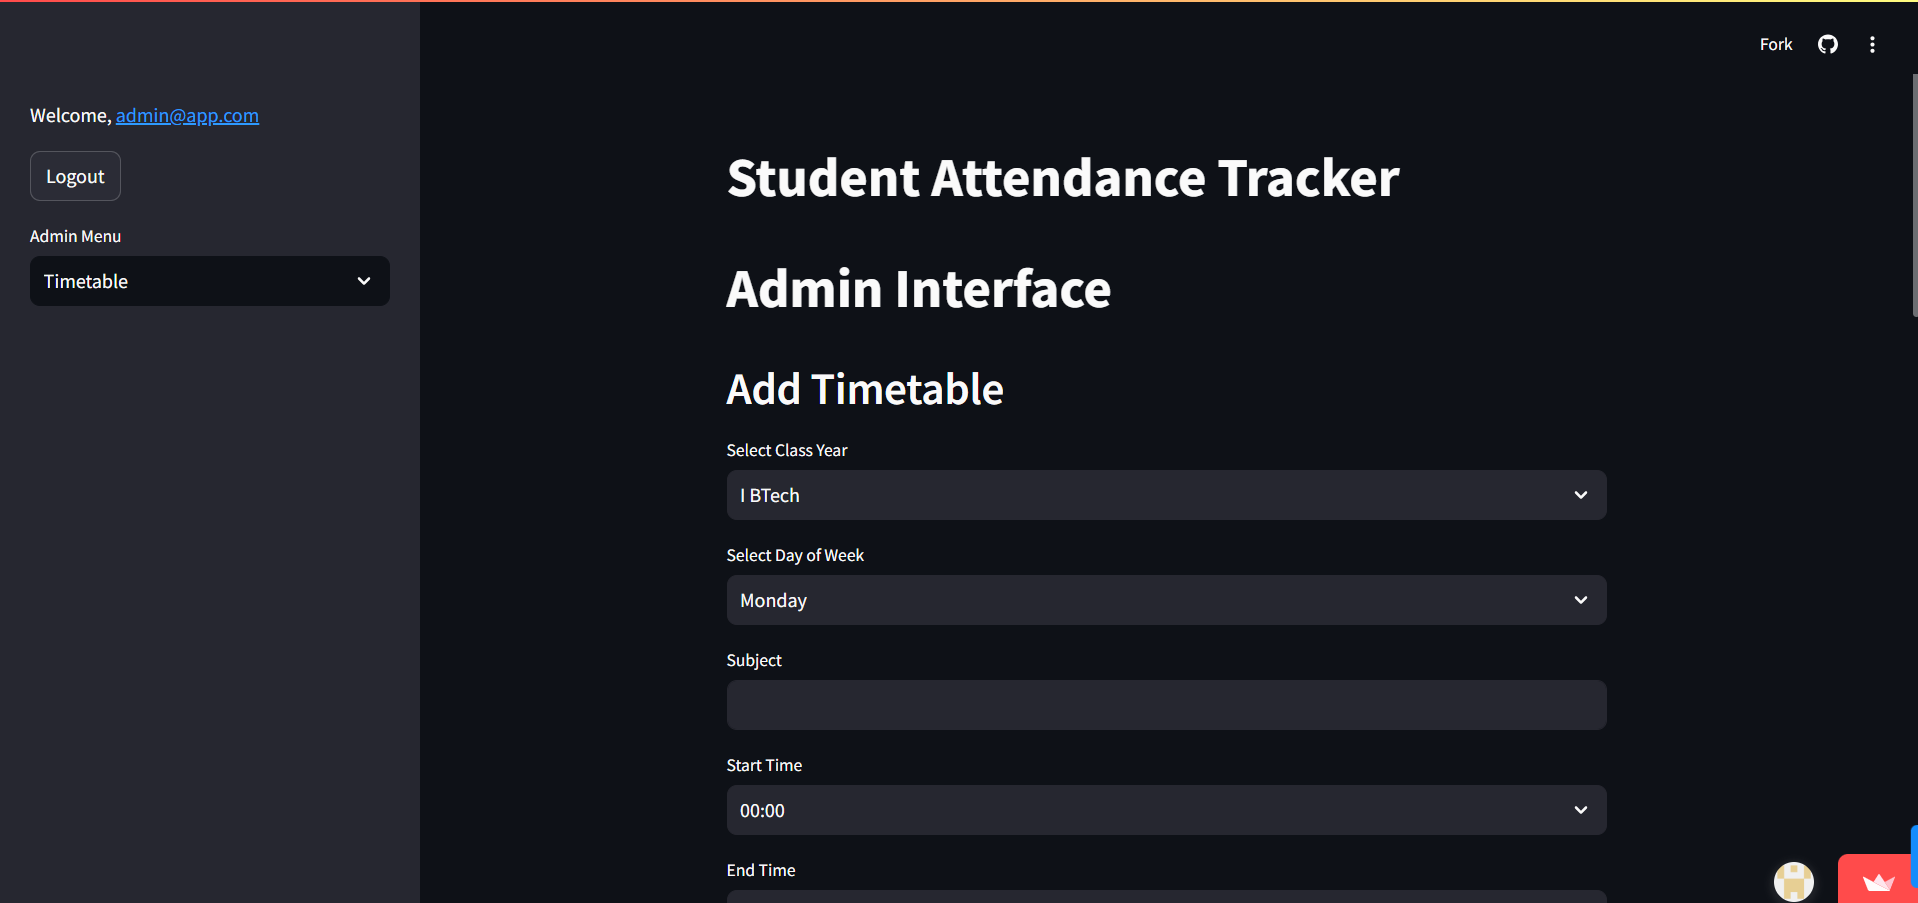 Fork
Welcome, admin@app.com
Logout
Admin Menu
Timetable
Student Attendance Tracker
Admin Interface
Add Timetable
Select Class Year
I BTech
Select Day of Week
Monday
Subject
Start Time
00:00
End Time